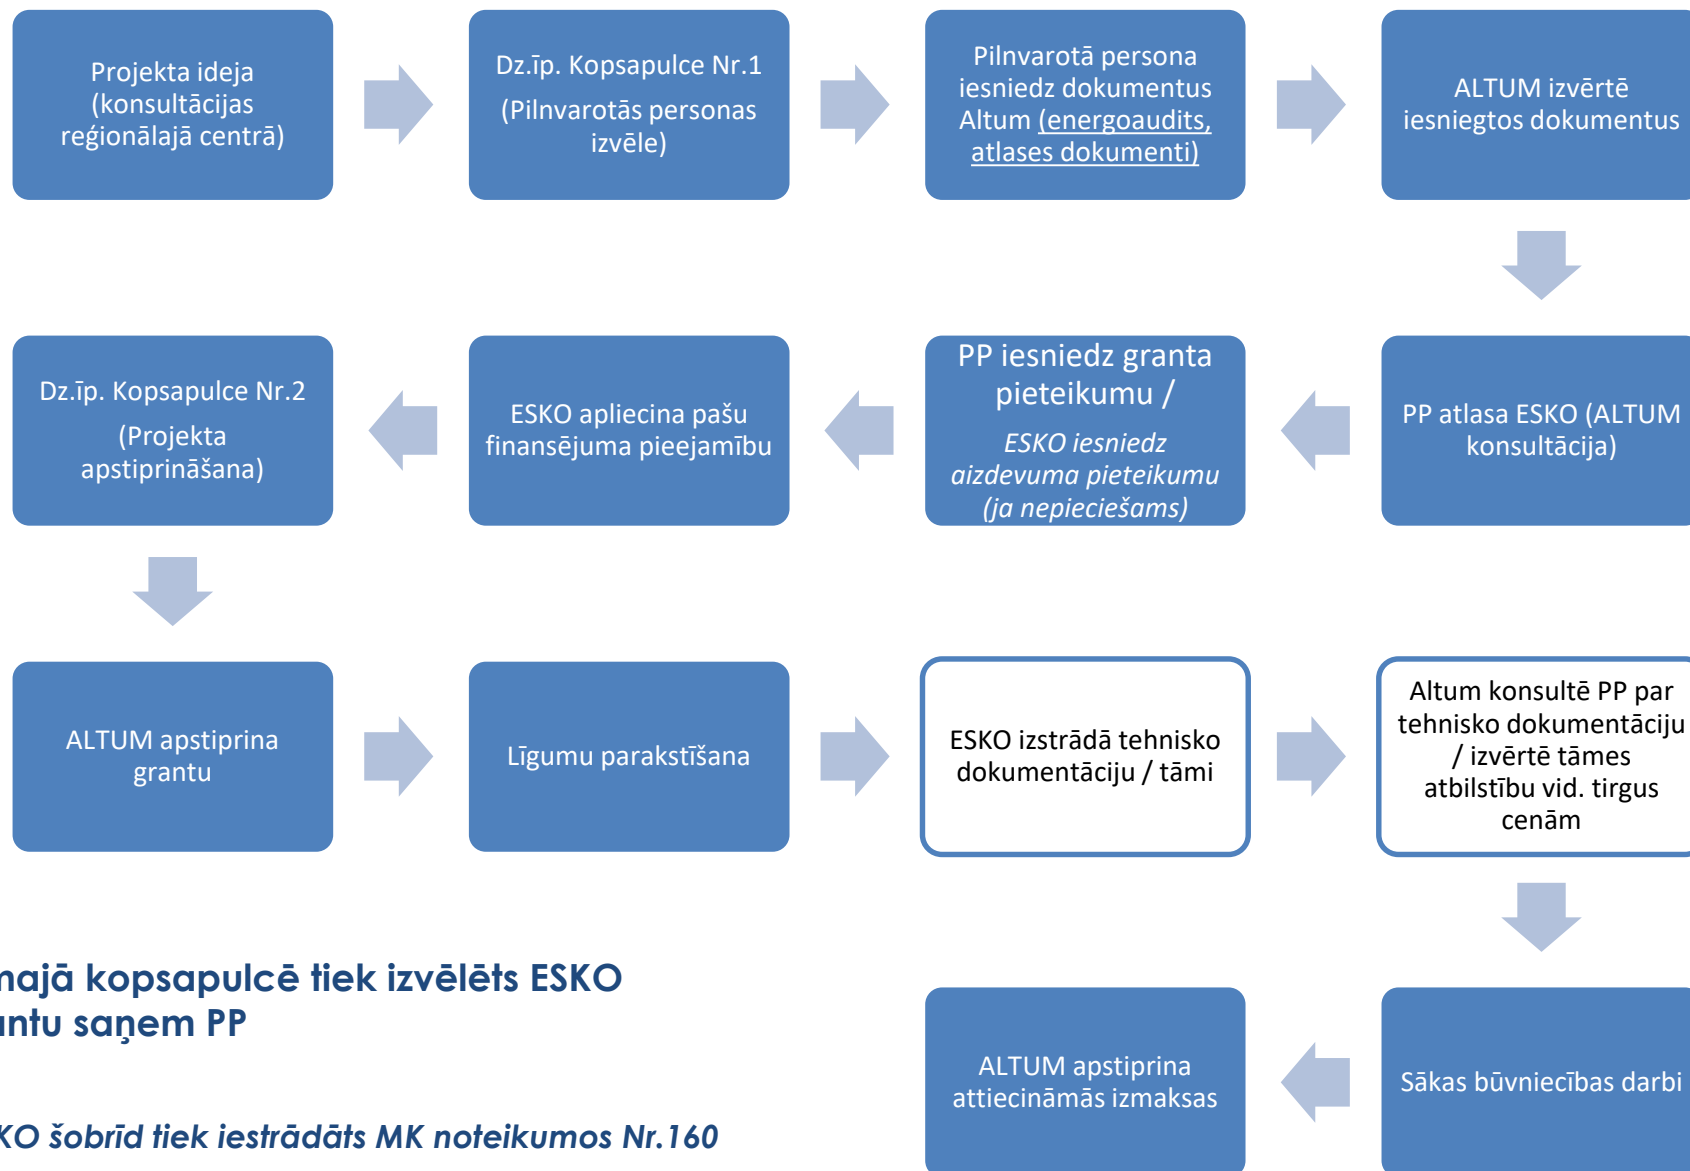 Projekta ideja
(konsultācijas
reģionālajā centrā)
Dz.īp. Kopsapulce Nr.1
(Pilnvarotās personas
izvēle)
Pilnvarotā persona
iesniedz dokumentus
Altum (energoaudits,
atlases dokumenti)
ALTUM izvērtē
iesniegtos dokumentus
PP atlasa ESKO (ALTUM
konsultācija)
PP iesniedz granta
pieteikumu /
ESKO iesniedz
aizdevuma pieteikumu
(ja nepieciešams)
ESKO apliecina pašu
finansējuma pieejamību
Dz.īp. Kopsapulce Nr.2
(Projekta
apstiprināšana)
ALTUM apstiprina
grantu
Līgumu parakstīšana
ESKO izstrādā tehnisko
dokumentāciju / tāmi
Altum konsultē PP par
tehnisko dokumentāciju
/ izvērtē tāmes
atbilstību vid. tirgus
cenām
Sākas būvniecības darbi
ALTUM apstiprina
attiecināmās izmaksas
kopsapulcē tiek izvēlēts ESKO
saņem PP
šobrīd tiek iestrādāts MK noteikumos Nr.160